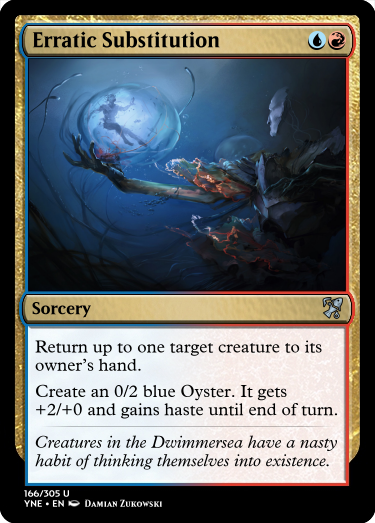 Erratic Substitution
Sorcery
Return up to one target creature to its
owner's hand.
Create an 0/2 blue Oyster. It gets
+2/+0 and gains haste until end of turn.
Creatures in the Dwimmersea have a nasty
habit of thinking themselves into existence.
166/305 U
YNE • EN Damian Zukowski